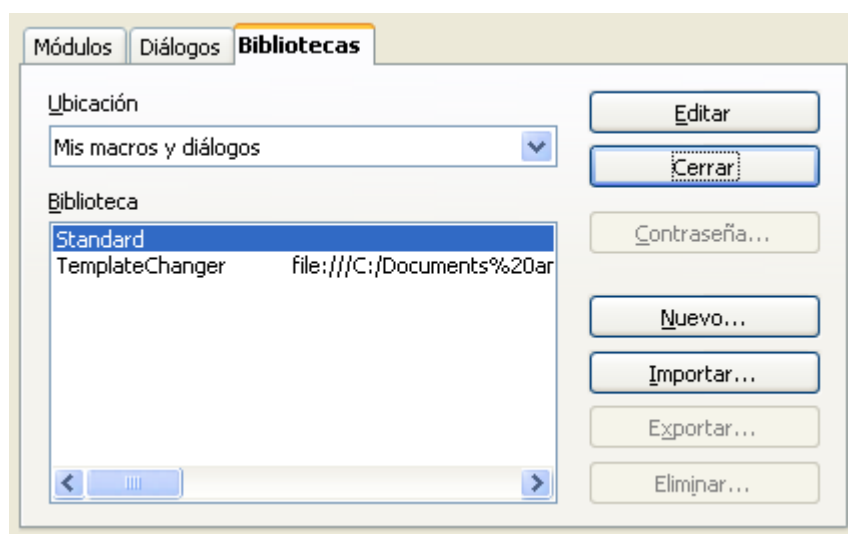 Módulos Diálogos Bibliotecas
Ubicación
Mis macros y diálogos
Biblioteca
Standard
TemplateChanger file:///C:/Documents%20ar
Editar
Cerrar
Contraseña...
Nuevo...
Importar...
Exportar...
Eliminar...